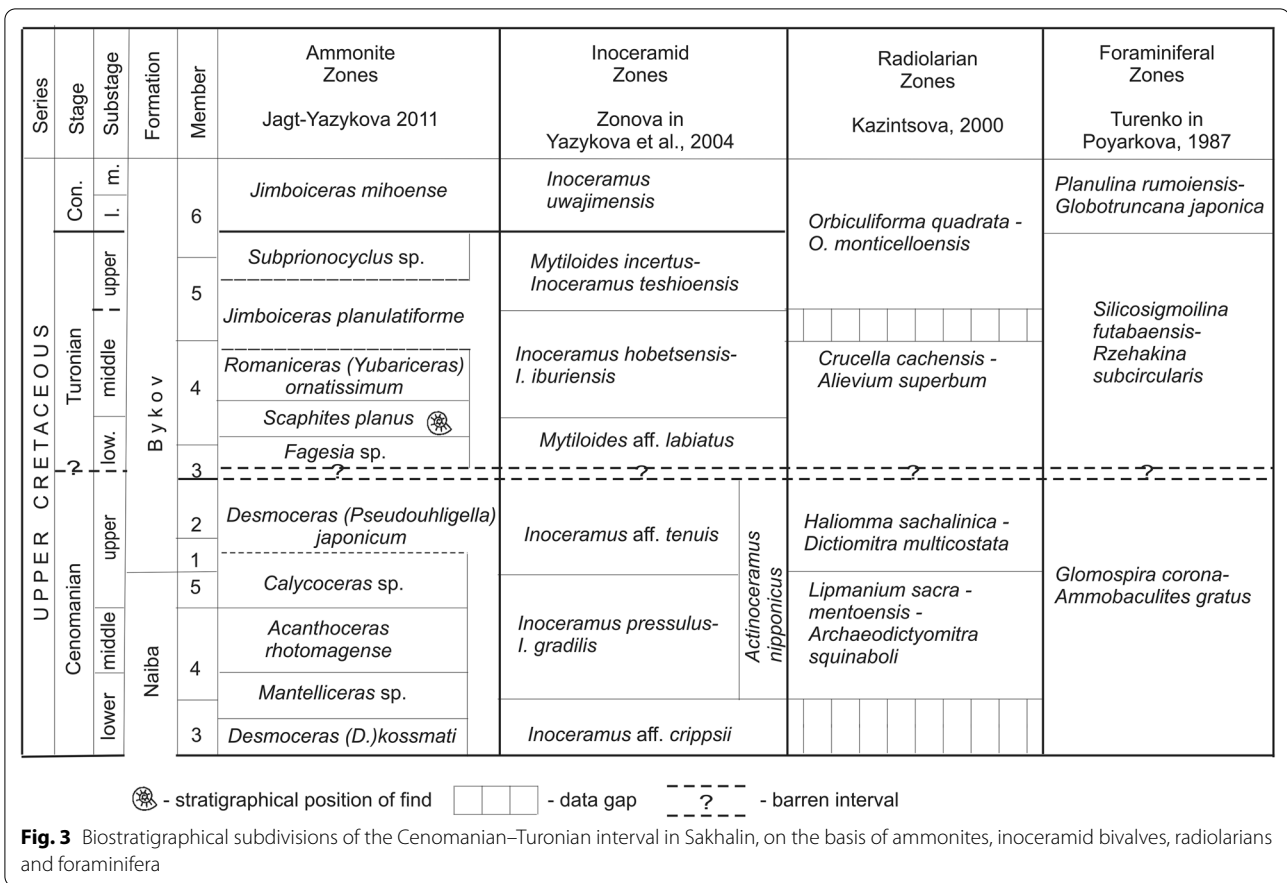 Series
Stage
Substage
Formation
Member
Ammonite
Zones
Jagt-Yazykova 2011
Inoceramid
Zones
Zonova in
Yazykova et al., 2004
Radiolarian
Zones
Kazintsova, 2000
Foraminiferal
Zones
Turenko in
Poyarkova, 1987
UPPER CRETACEOUS
Con.
Turonian
?
Cenomanian
m.
l.
upper
middle
low.
upper
middle
lower
Bykov
Naiba
6
5
4
3
2
1
5
4
3
Jimboiceras mihoense
Subprionocyclus sp.
Jimboiceras planulatiforme
Romaniceras (Yubariceras)
ornatissimum
Scaphites planus
Fagesia sp.
?
Desmoceras (Pseudouhligella)
japonicum
Calycoceras sp.
Acanthoceras
rhotomagense
Mantelliceras sp.
Desmoceras (D.)kossmati
Inoceramus
uwajimensis
Mytiloides incertus-
Inoceramus teshioensis
Inoceramus hobetsensis-
I. iburiensis
Mytiloides aff. labiatus
?
Inoceramus aff. tenuis
Inoceramus pressulus-
I. gradilis
Actinoceramus
nipponicus
Inoceramus aff. crippsii
Orbiculiforma quadrata -
O. monticelloensis
Crucella cachensis -
Alievium superbum
?
Haliomma sachalinica -
Dictiomitra multicostata
Lipmanium sacra -
mentoensis -
Archaeodictyomitra
squinaboli
Planulina rumoiensis-
Globotruncana japonica
Silicosigmoilina
futabaensis-
Rzehakina
subcircularis
?
Glomospira corona-
Ammobaculites gratus
- stratigraphical position of find
- data gap
? - barren interval
Fig. 3 Biostratigraphical subdivisions of the Cenomanian–Turonian interval in Sakhalin, on the basis of ammonites, inoceramid bivalves, radiolarians
and foraminifera